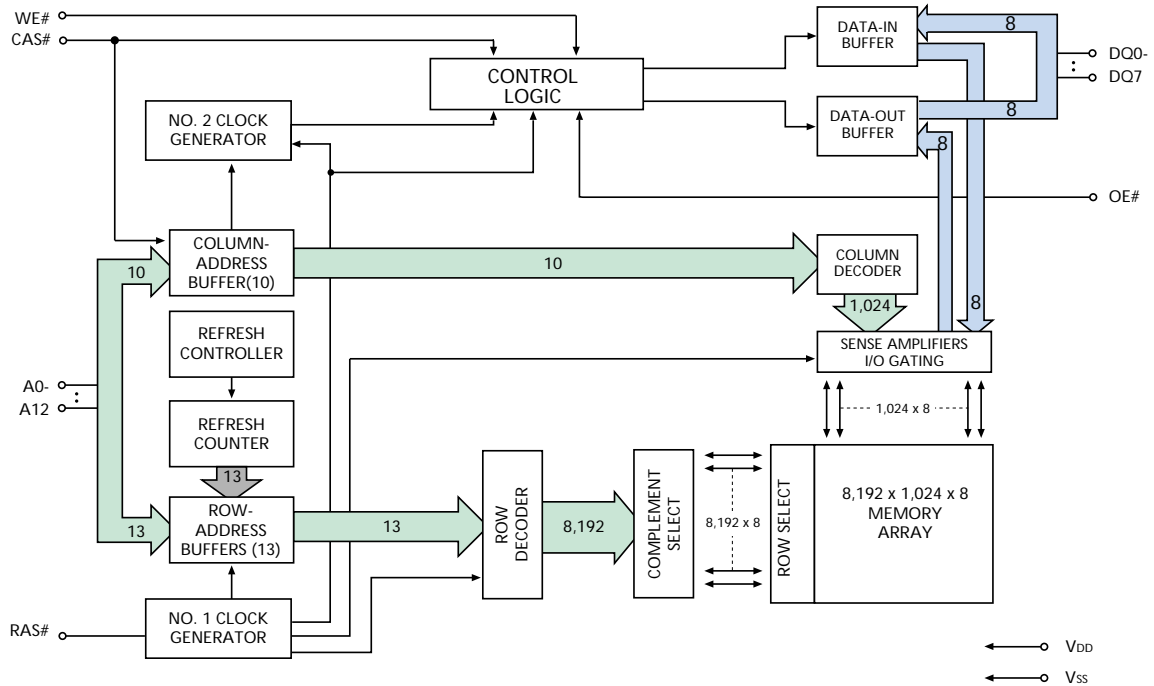 WE#
CAS#
CONTROL
LOGIC
DATA-IN
BUFFER
8
DQ0-
DQ7
NO. 2 CLOCK
GENERATOR
DATA-OUT
BUFFER
8
8
OE#
COLUMN-
ADDRESS
BUFFER(10)
10
10
COLUMN
DECODER
1,024
8
REFRESH
CONTROLLER
SENSE AMPLIFIERS
I/O GATING
A0-
A12
REFRESH
COUNTER
1,024 x 8
13
13
ROW-
ADDRESS
BUFFERS (13)
13
ROW
DECODER
8,192
COMPLEMENT
SELECT
8,192 x 8
ROW SELECT
8,192 x 1,024 x 8
MEMORY
ARRAY
RAS#
NO. 1 CLOCK
GENERATOR
VDD
VSS